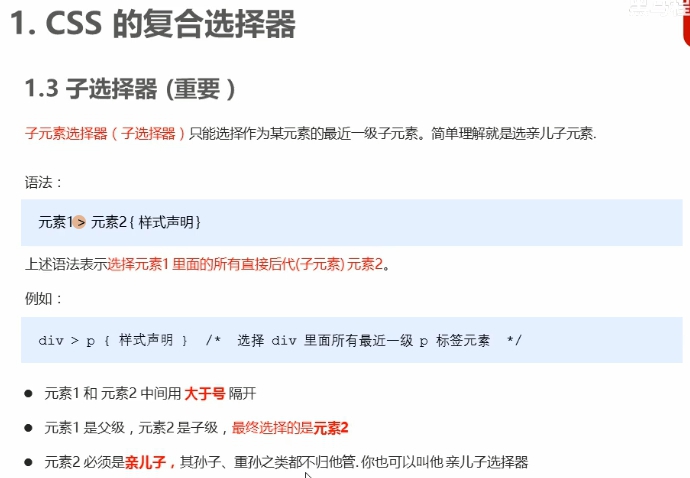 1. CSS 的复合选择器
1.3 子选择器 (重要)
子元素选择器（子选择器）只能选择作为某元素的最近一级子元素。简单理解就是选亲儿子元素.
语法：
元素1 > 元素2 { 样式声明 }
上述语法表示选择元素1 里面的所有直接后代(子元素) 元素2。
例如：
div > p { 样式声明 } /* 选择 div 里面所有最近一级 p 标签元素 */
● 元素1 和 元素2 中间用 大于号 隔开
● 元素1 是父级，元素2 是子级，最终选择的是元素2
● 元素2 必须是亲儿子，其孙子、重孙之类都不归他管. 你也可以叫他 亲儿子选择器